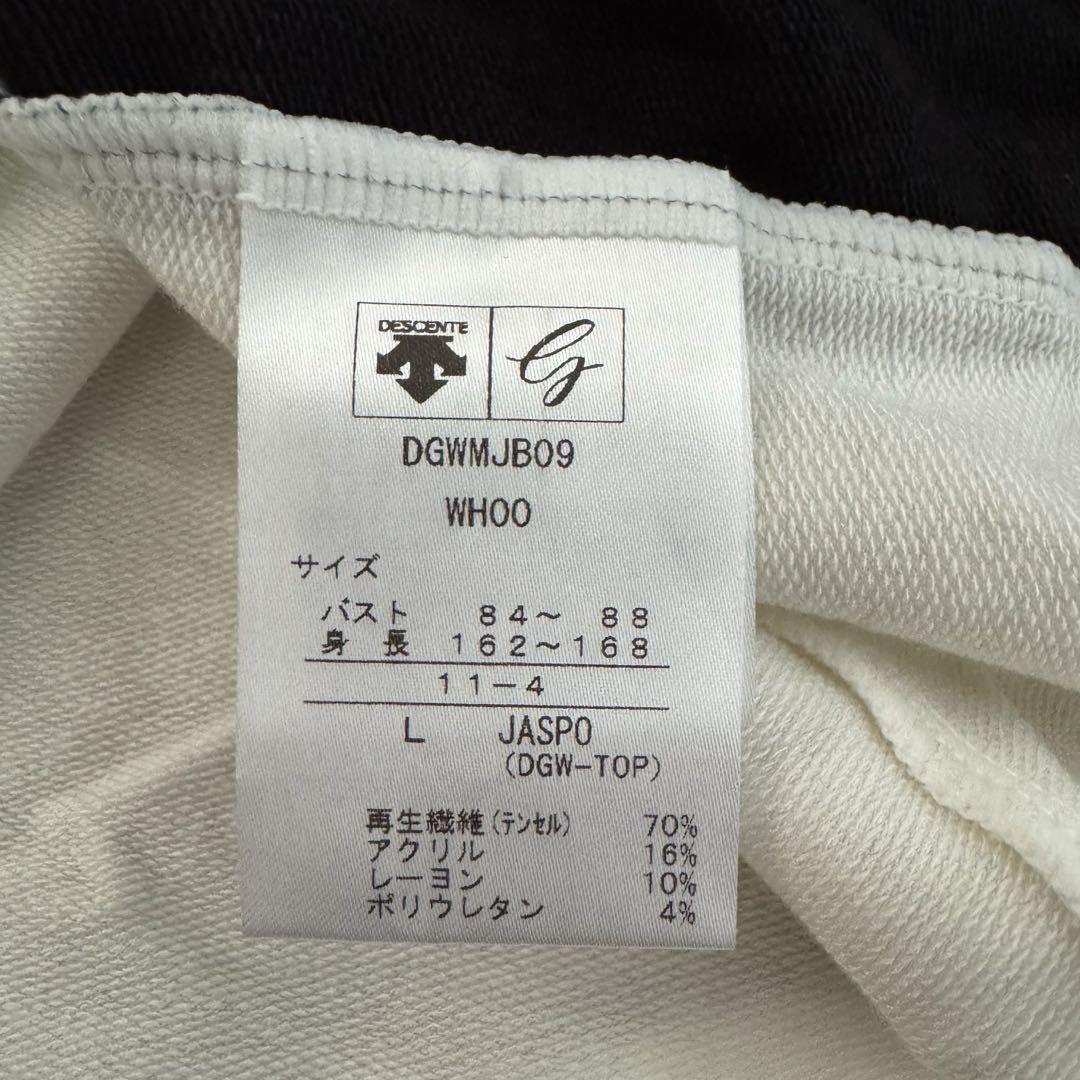 DESCENTE
G
DGWMJB09
WH00
サイズ
バスト 84～ 88
身 長 162～168
11-4
L JASPO
(DGW-TOP)
再生繊維(テンセル) 70%
アクリル 16%
レーヨン 10%
ポリウレタン 4%